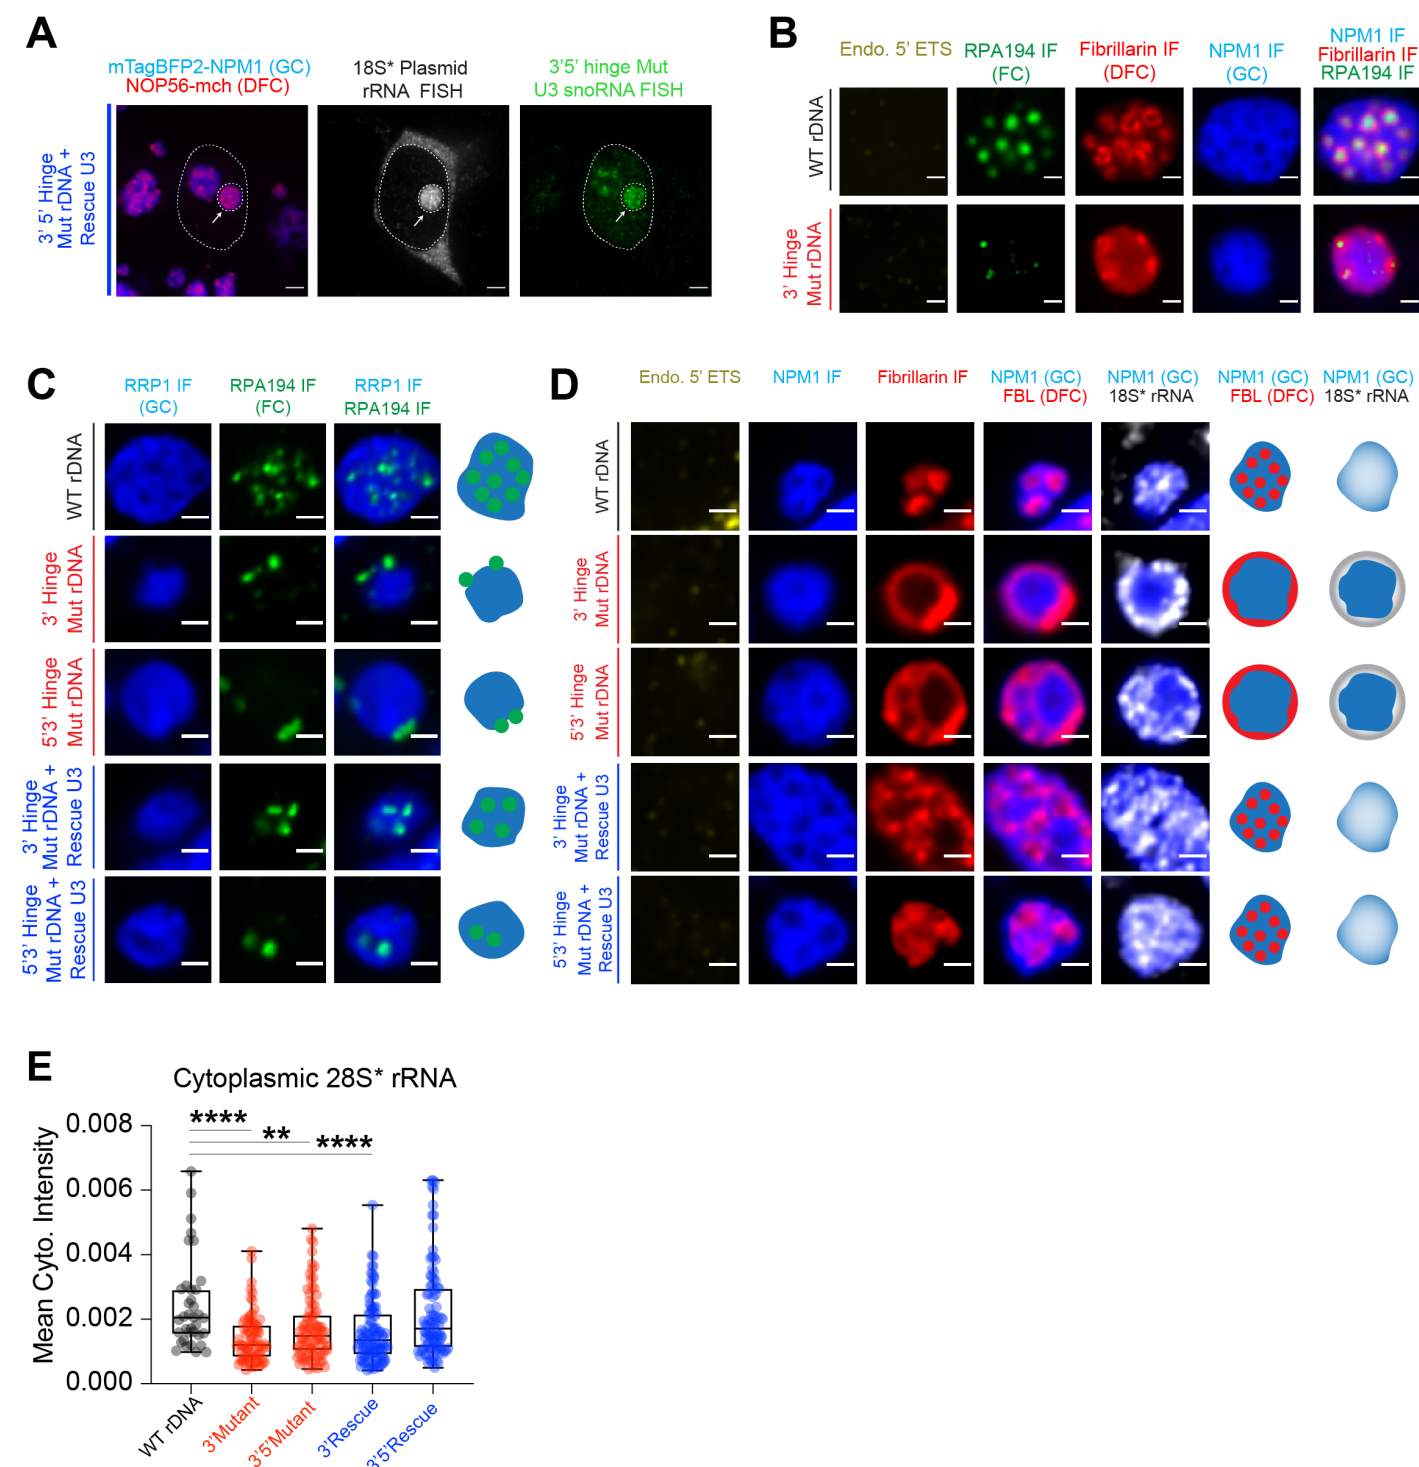 A
mTagBFP2-NPM1 (GC)
NOP56-mch (DFC)
18S* Plasmid
rRNA FISH
3'5' hinge Mut
U3 snoRNA FISH
3' 5' Hinge
Mut rDNA +
Rescue U3
B
Endo. 5' ETS
RPA194 IF
(FC)
Fibrillarin IF
(DFC)
NPM1 IF
(GC)
NPM1 IF
Fibrillarin IF
RPA194 IF
WT rDNA
3' Hinge
Mut rDNA
C
RRP1 IF
(GC)
RPA194 IF
(FC)
RRP1 IF
RPA194 IF
WT rDNA
3' Hinge
Mut rDNA
5'3' Hinge
Mut rDNA
3' Hinge
Mut rDNA +
Rescue U3
5'3' Hinge
Mut rDNA +
Rescue U3
D
Endo. 5' ETS
NPM1 IF
Fibrillarin IF
NPM1 (GC)
FBL (DFC)
NPM1 (GC)
18S* rRNA
NPM1 (GC)
FBL (DFC)
NPM1 (GC)
18S* rRNA
WT rDNA
3' Hinge
Mut rDNA
5'3' Hinge
Mut rDNA
3' Hinge
Mut rDNA +
Rescue U3
5'3' Hinge
Mut rDNA +
Rescue U3
E
Cytoplasmic 28S* rRNA
Mean Cyto. Intensity
0.008
0.006
0.004
0.002
0.000
****
**
****
WT rDNA
3'Mutant
3'5'Mutant
3'Rescue
3'5'Rescue